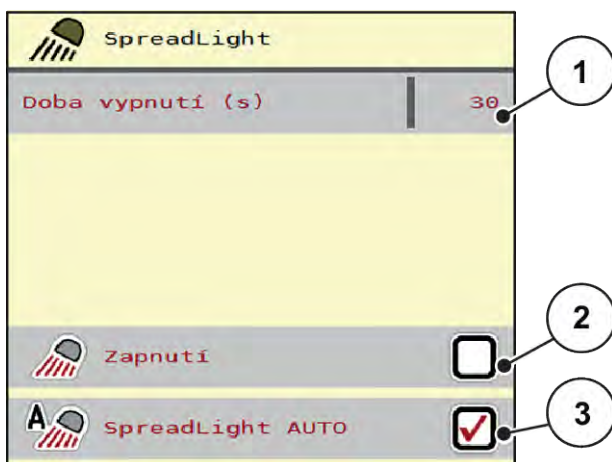 SpreadLight
Doba vypnutí (s) 30
1
Zapnutí
2
A
SpreadLight AUTO
3